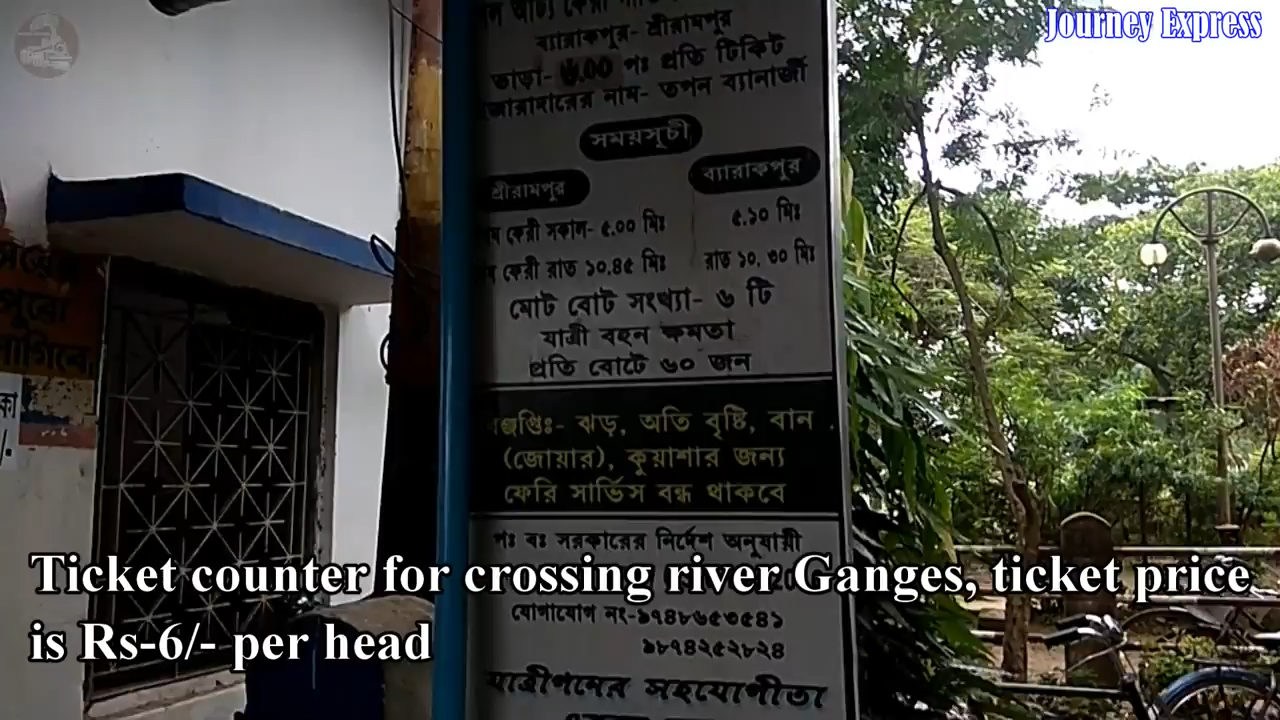 Journey Express
ব্যারাকপুর- শ্রীরামপুর
ভাড়া- ৬.00 পঃ প্রতি টিকিট
নাম- তপন ব্যানার্জী
সময়সূচী
শ্রীরামপুর
ব্যারাকপুর
ফেরী সকাল- ৫.০০ মিঃ
৫.১০ মিঃ
ফেরী রাত ১০.৪৫ মিঃ
রাত ১০. ৩০ মিঃ
মোট বোট সংখ্যা- ৬ টি
যাত্রী বহন ক্ষমতা
প্রতি বোটে ৬০ জন
ঝড়, অতি বৃষ্টি, বান
(জোয়ার), কুয়াশার জন্য
ফেরি সার্ভিস বন্ধ থাকবে
পঃ বঃ সরকারের নির্দেশ অনুযায়ী
Ticket counter for crossing river Ganges, ticket price
is Rs-6/- per head
যোগাযোগ নং-৯৭৪৮৬৫৩৫৪১
৯৮৭৪২৫২৮২৪
যাত্রীগনের সহযোগীতা